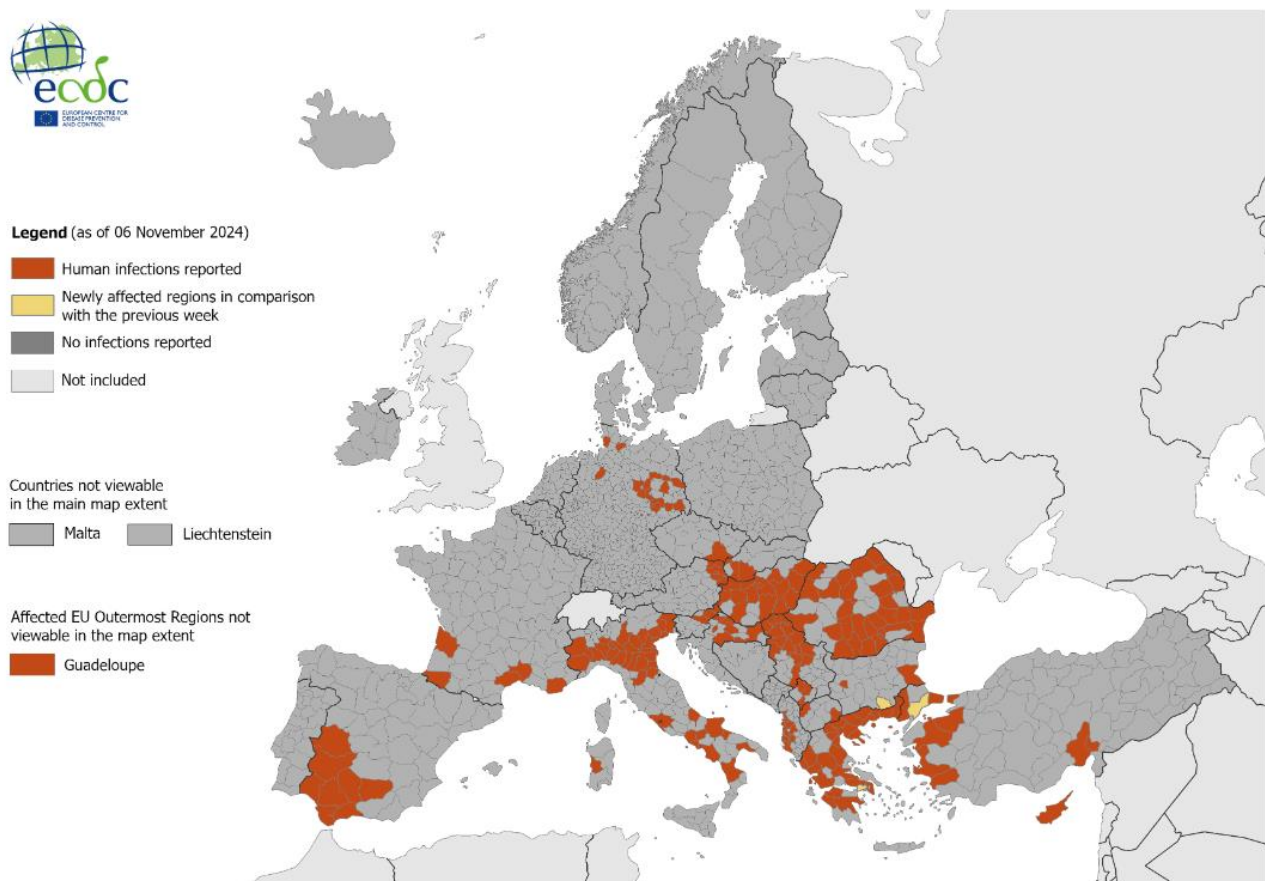 ecdc
EUROPEAN CENTRE FOR
DISEASE PREVENTION
AND CONTROL
Legend (as of 06 November 2024)
Human infections reported
Newly affected regions in comparison
with the previous week
No infections reported
Not included
Countries not viewable
in the main map extent
Malta
Liechtenstein
Affected EU Outermost Regions not
viewable in the map extent
Guadeloupe